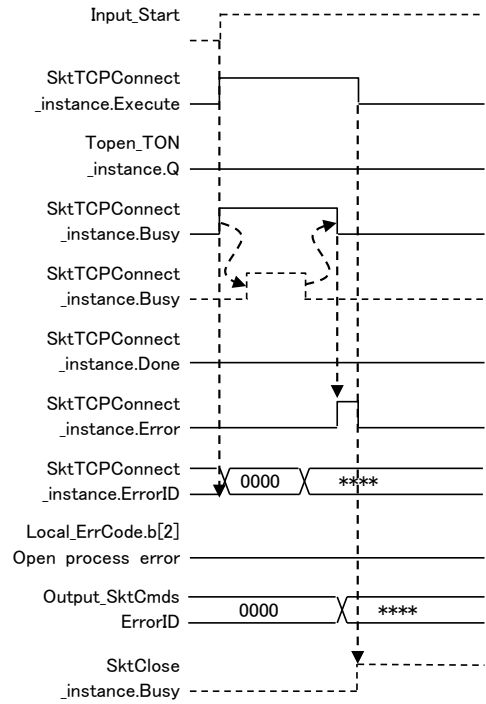 Input_Start
SktTCPConnect
_instance.Execute
Topen_TON
_instance.Q
SktTCPConnect
_instance.Busy
SktTCPConnect
_instance.Busy
SktTCPConnect
_instance.Done
SktTCPConnect
_instance.Error
SktTCPConnect
_instance.ErrorID
0000
****
Local_ErrCode.b[2]
Open process error
Output_SktCmds
ErrorID
0000
****
SktClose
_instance.Busy